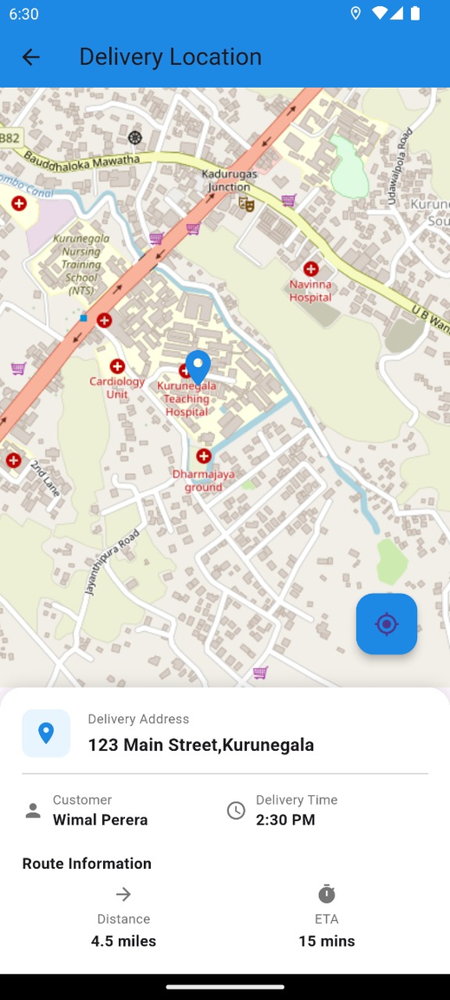 6:30
Delivery Location
B82
Bauddhaloka Mawatha
Kadurugas
Junction
Udawalpola Road
ombo Canal
Kurune
Sou
Kurunegala
Nursing
Training
School
(NTS)
Navinna
Hospital
U B Wan
Cardiology
Unit
Kurunegala
Teaching
Hospital
Dharmajaya
ground
2nd Lane
Jayanthipura Road
Delivery Address
123 Main Street,Kurunegala
Customer
Wimal Perera
Delivery Time
2:30 PM
Route Information
Distance
4.5 miles
ETA
15 mins